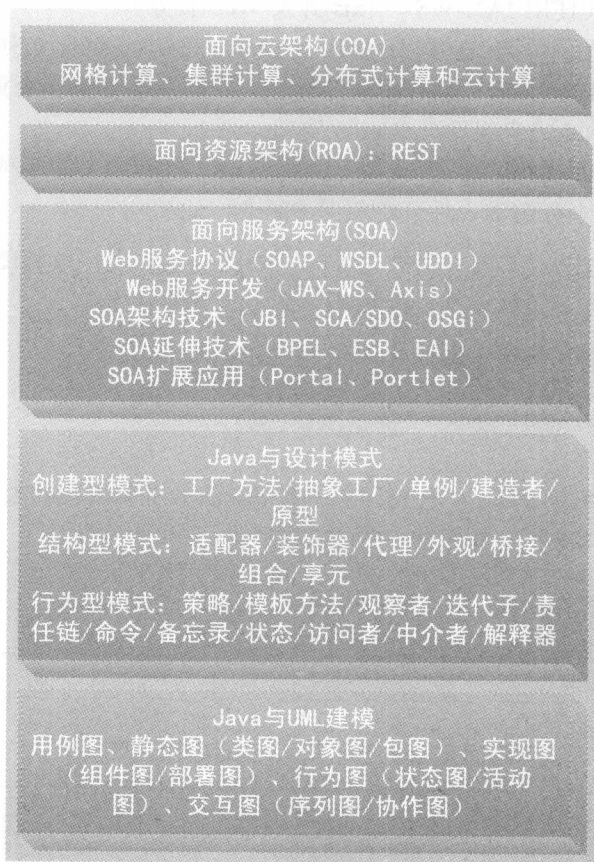 面向云架构(COA)
网格计算、集群计算、分布式计算和云计算
面向资源架构(ROA)：REST
面向服务架构(SOA)
Web服务协议（SOAP、WSDL、UDDI）
Web服务开发（JAX-WS、Axis）
SOA架构技术（JBI、SCA/SDO、OSGi）
SOA延伸技术（BPEL、ESB、EAI）
SOA扩展应用（Portal、Portlet）
Java与设计模式
创建型模式：工厂方法/抽象工厂/单例/建造者/
原型
结构型模式：适配器/装饰器/代理/外观/桥接/
组合/享元
行为型模式：策略/模板方法/观察者/迭代子/责
任链/命令/备忘录/状态/访问者/中介者/解释器
Java与UML建模
用例图、静态图（类图/对象图/包图）、实现图
（组件图/部署图）、行为图（状态图/活动
图）、交互图（序列图/协作图）